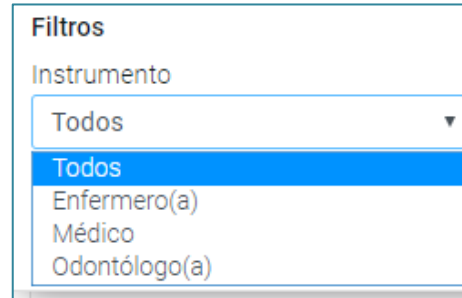 Filtros
Instrumento
Todos
Todos
Enfermero(a)
Médico
Odontólogo(a)